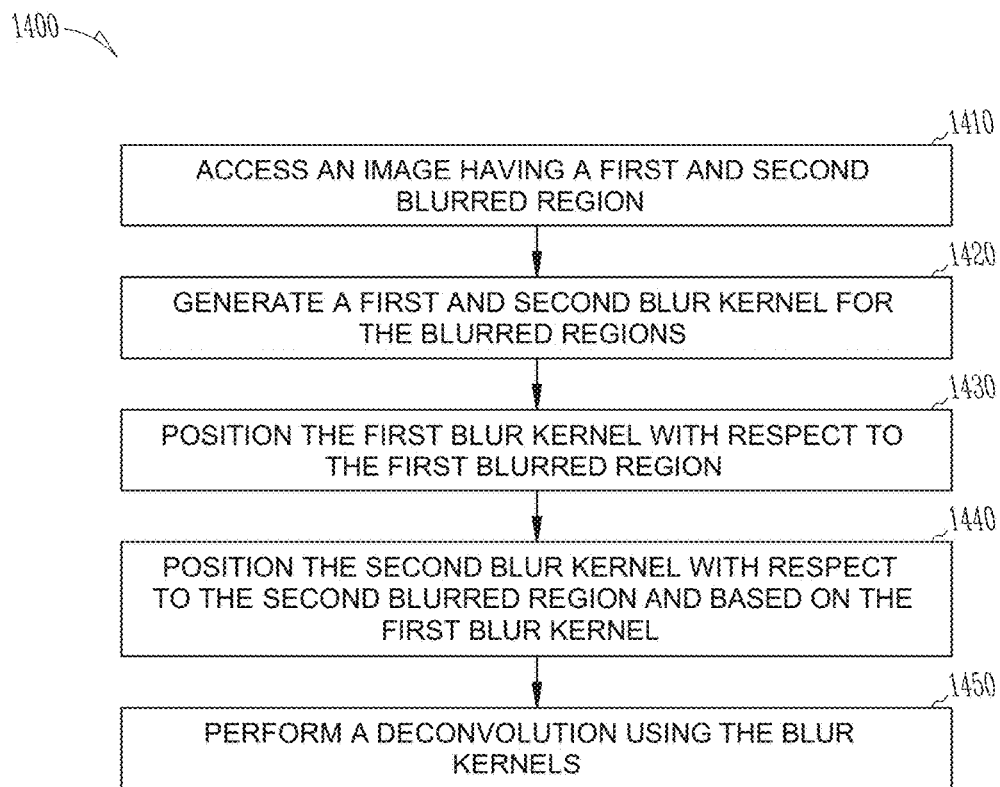 1400
1410
ACCESS AN IMAGE HAVING A FIRST AND SECOND
BLURRED REGION
1420
GENERATE A FIRST AND SECOND BLUR KERNEL FOR
THE BLURRED REGIONS
1430
POSITION THE FIRST BLUR KERNEL WITH RESPECT TO
THE FIRST BLURRED REGION
1440
POSITION THE SECOND BLUR KERNEL WITH RESPECT
TO THE SECOND BLURRED REGION AND BASED ON THE
FIRST BLUR KERNEL
1450
PERFORM A DECONVOLUTION USING THE BLUR
KERNELS